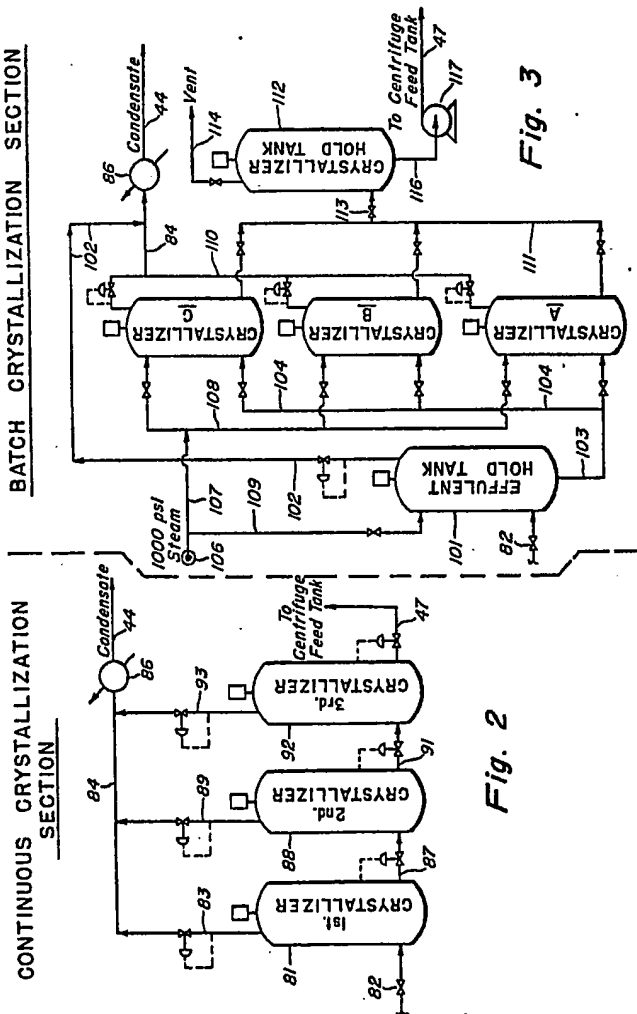 BATCH CRYSTALLIZATION SECTION
Condensate
44
86
102
84
Vent
114
112
CRYSTALLIZER
HOLD TANK
To Centrifuge
Feed Tank
47
117
116
113
110
111
CRYSTALLIZER
C
CRYSTALLIZER
B
CRYSTALLIZER
A
108
104
104
103
107
102
109
1000 psi
Steam
106
EFFULENT
HOLD TANK
101
82
Fig. 3
CONTINUOUS CRYSTALLIZATION
SECTION
Condensate
44
86
84
93
89
83
To
Centrifuge
Feed Tank
47
3rd.
CRYSTALLIZER
92
91
2nd.
CRYSTALLIZER
88
87
1st.
CRYSTALLIZER
81
82
Fig. 2